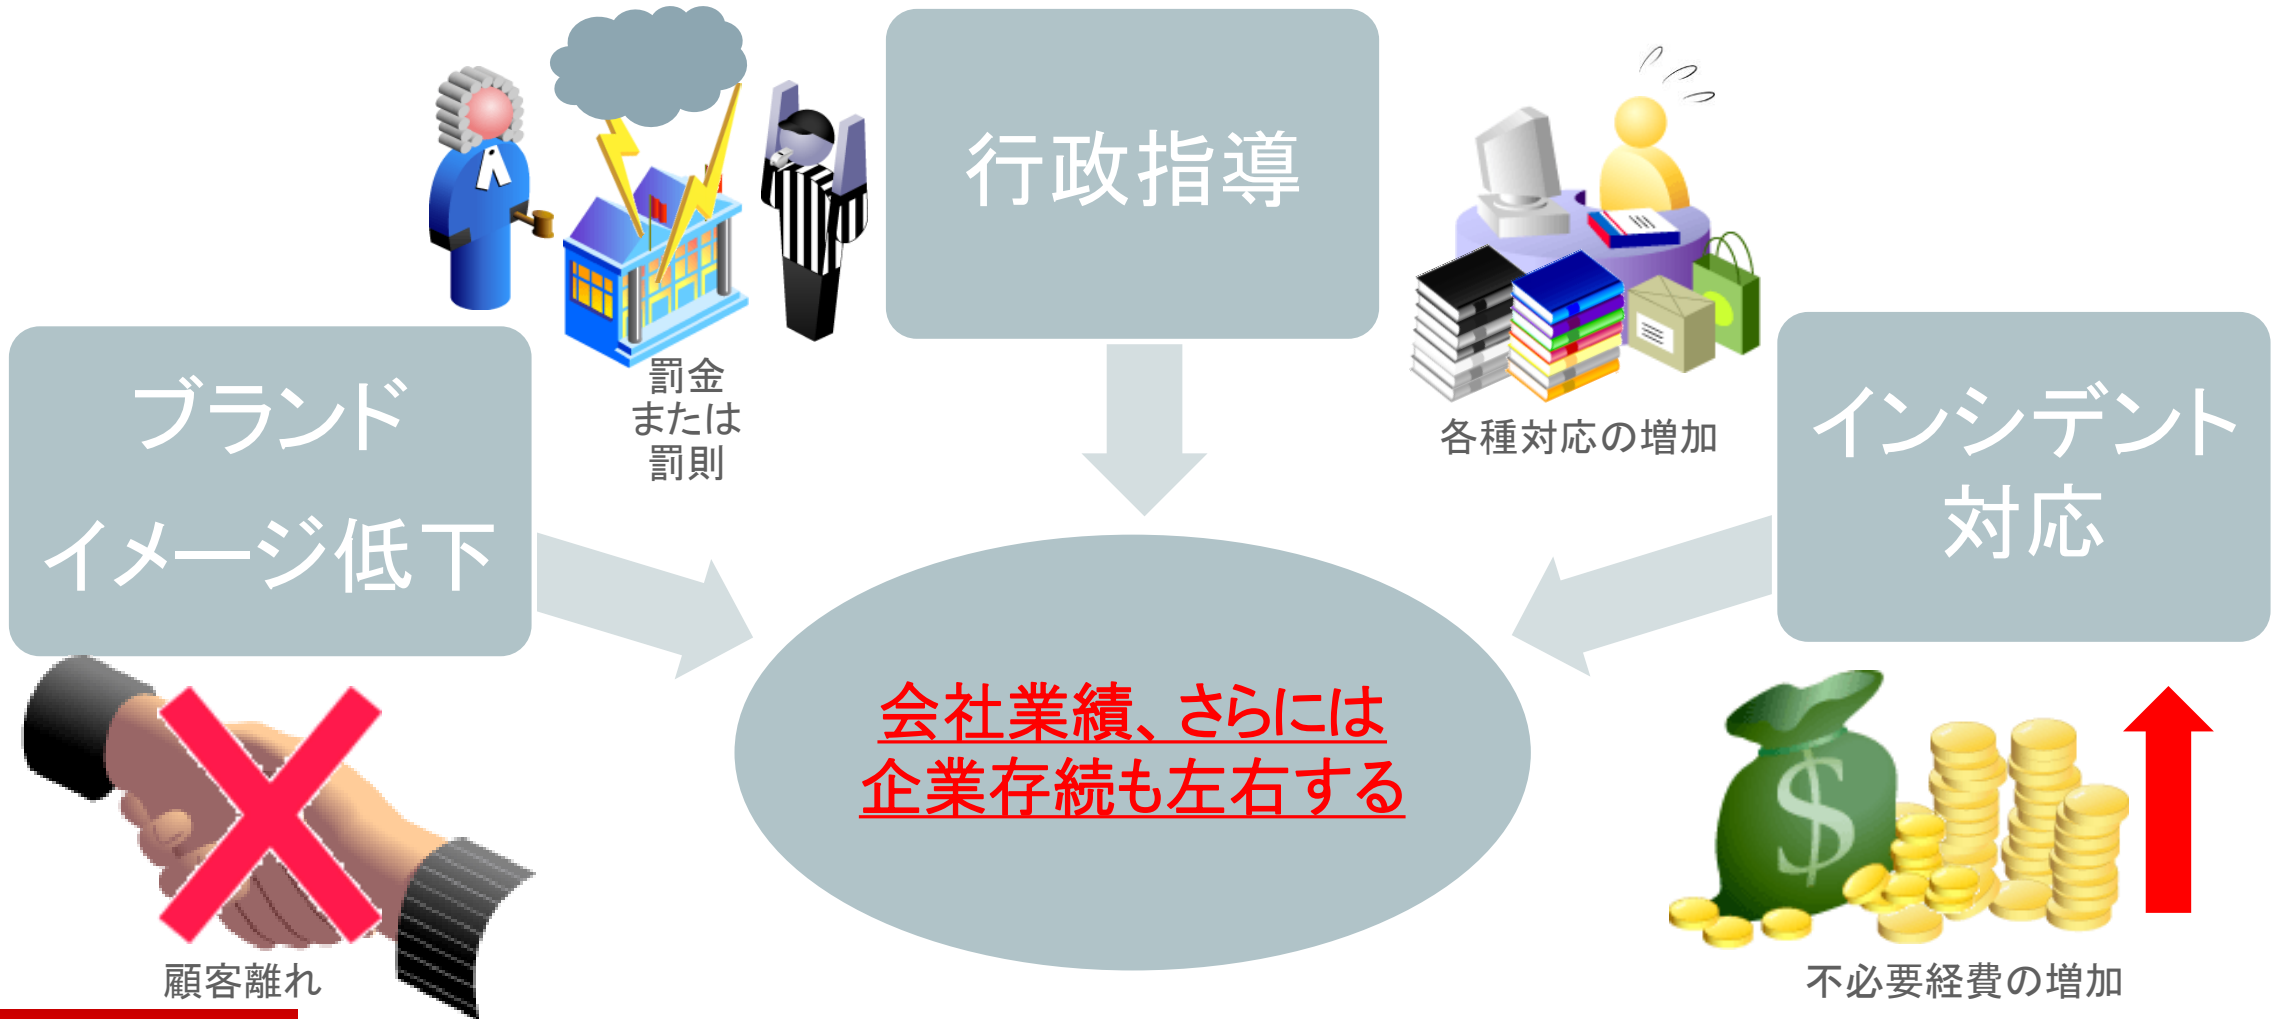 行政指導
罰金
または
罰則
各種対応の増加
ブランド
イメージ低下
インシデント
対応
会社業績、さらには
企業存続も左右する
顧客離れ
不必要経費の増加